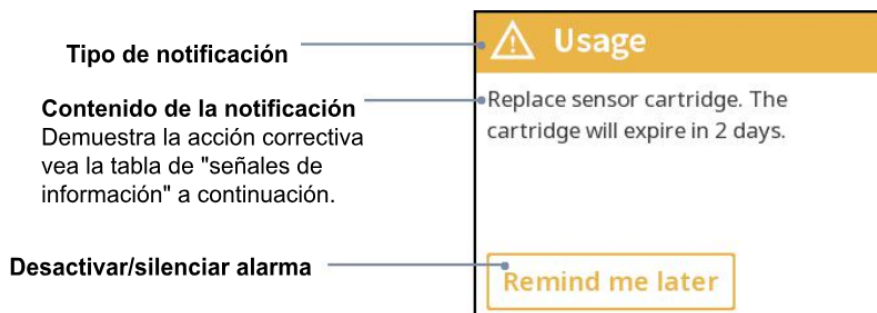 Tipo de notificación
Contenido de la notificación
Demuestra la acción correctiva
vea la tabla de "señales de
información" a continuación.
Desactivar/silenciar alarma
Usage
Replace sensor cartridge. The
cartridge will expire in 2 days.
Remind me later